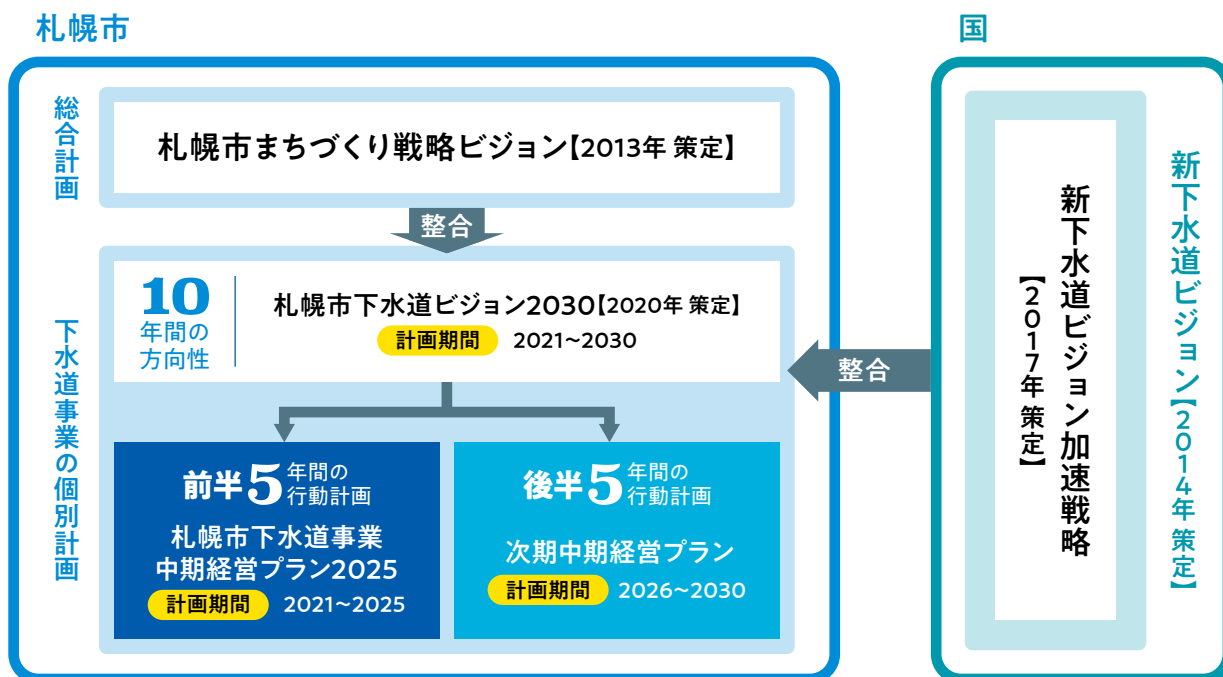 札幌市
総合計画
札幌市まちづくり戦略ビジョン【2013年 策定】
整合
下水道事業の個別計画
10
年間の
方向性
札幌市下水道ビジョン2030【2020年 策定】
計画期間 2021~2030
前半5年間の
行動計画
札幌市下水道事業
中期経営プラン2025
計画期間 2021~2025
後半5年間の
行動計画
次期中期経営プラン
計画期間 2026~2030
整合
国
新下水道ビジョン【2014年 策定】
新下水道ビジョン加速戦略
【2017年 策定】